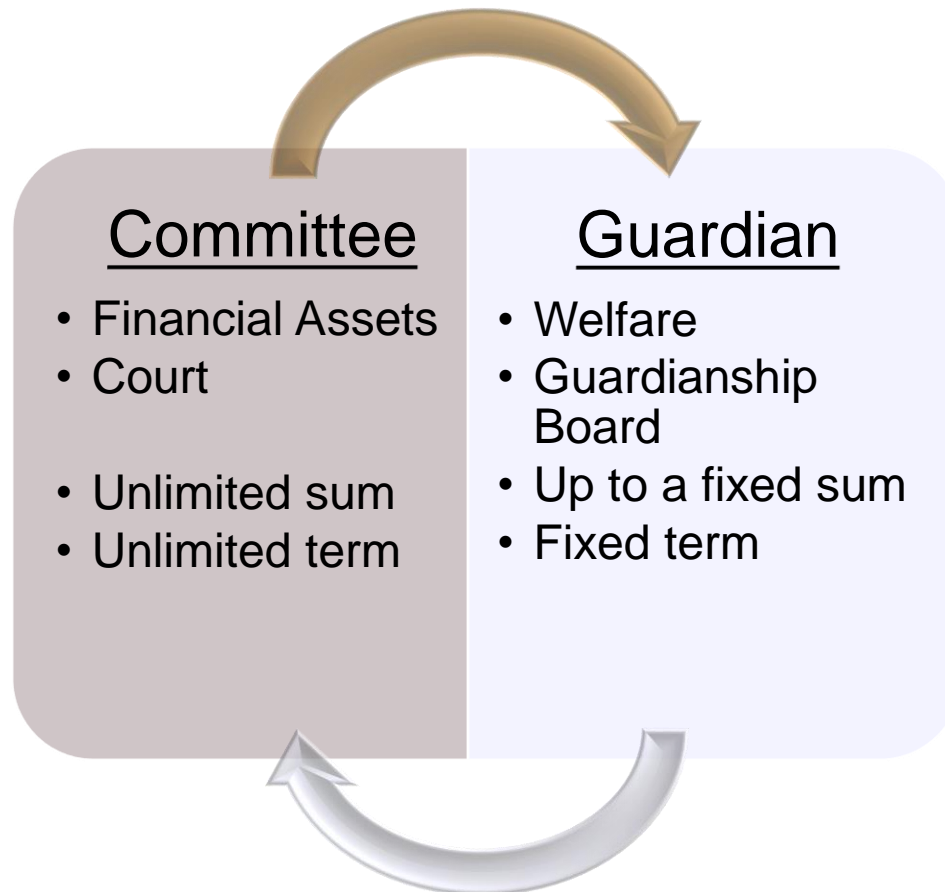 Committee
• Financial Assets
• Court
• Unlimited sum
• Unlimited term
Guardian
• Welfare
• Guardianship
Board
• Up to a fixed sum
• Fixed term